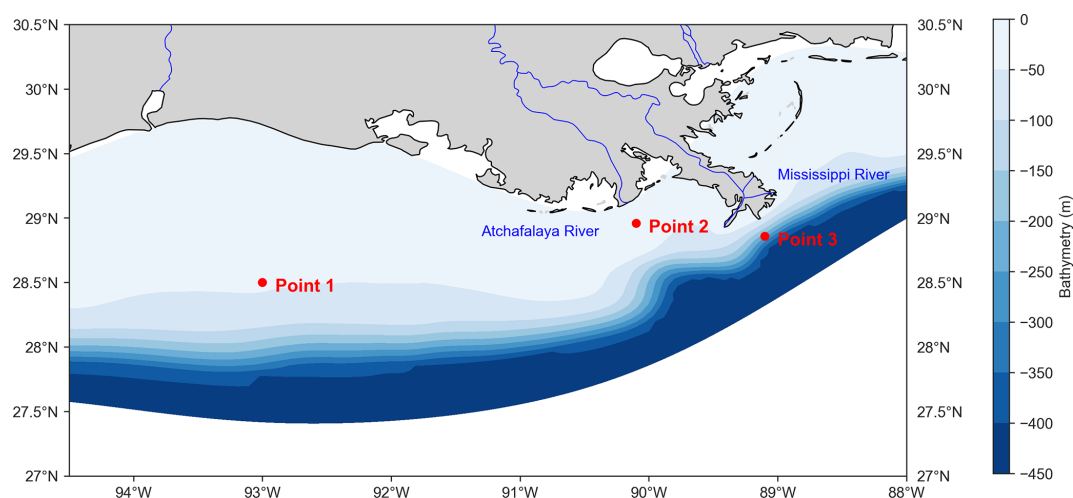 30.5°N
30°N
29.5°N
29°N
28.5°N
28°N
27.5°N
27°N
94°W
93°W
92°W
91°W
90°W
89°W
88°W
Mississippi River
Atchafalaya River
Point 1
Point 2
Point 3
30.5°N
30°N
29.5°N
29°N
28.5°N
28°N
27.5°N
27°N
0
−50
−100
−150
−200
−250
−300
−350
−400
−450
Bathymetry (m)